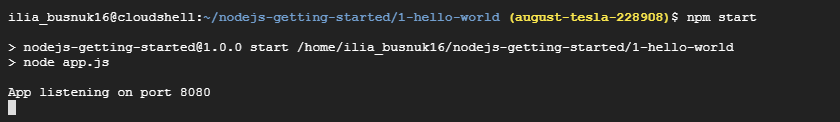 ilia_busnuk16@cloudshell:~/nodejs-getting-started/1-hello-world (august-tesla-228908)$ npm start
> nodejs-getting-started@1.0.0 start /home/ilia_busnuk16/nodejs-getting-started/1-hello-world
> node app.js
App listening on port 8080